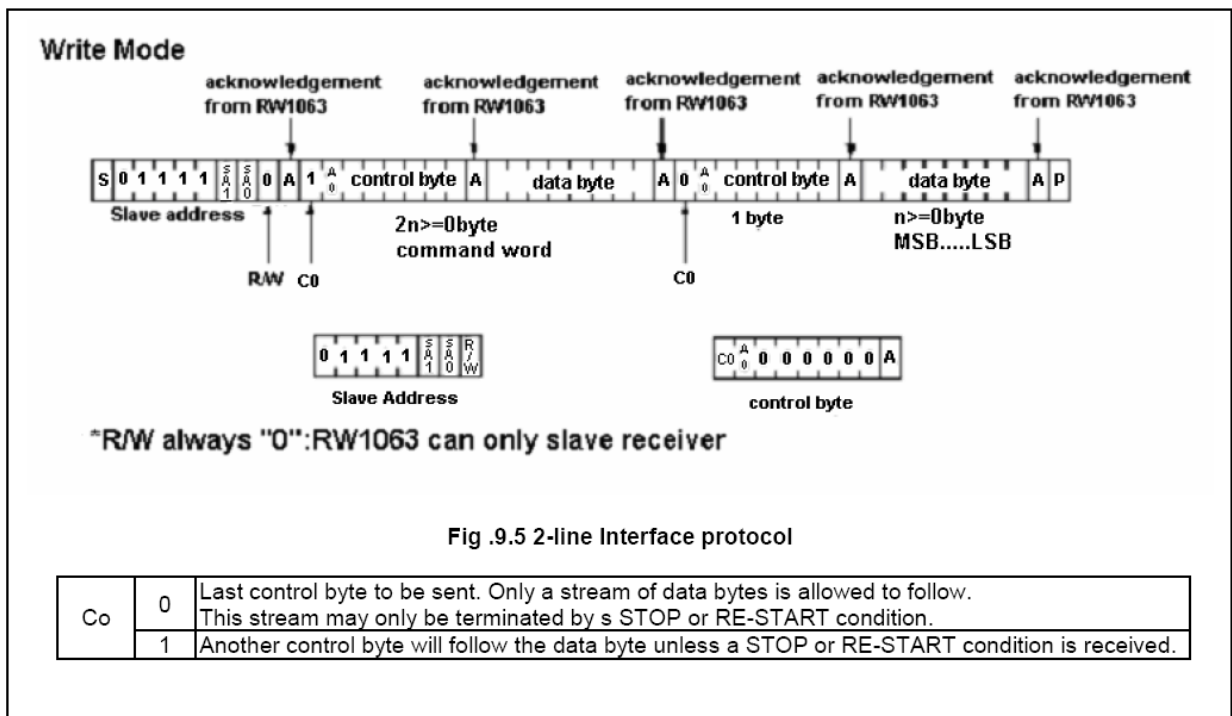 Write Mode
acknowledgement from RW1063
acknowledgement from RW1063
acknowledgement from RW1063
acknowledgement from RW1063
acknowledgement from RW1063
S 0 1 1 1 1 SA1 SA0 0 A 1 A0 control byte A data byte A 0 A0 control byte A data byte A P
Slave address
2n>=0byte
command word
1 byte
n>=0byte
MSB.....LSB
R/W C0
C0
0 1 1 1 1 SA1 SA0 R/W
Slave Address
C0 A0 0 0 0 0 0 0 A
control byte
*R/W always "0":RW1063 can only slave receiver
Fig .9.5 2-line Interface protocol
Co
0 Last control byte to be sent. Only a stream of data bytes is allowed to follow.
This stream may only be terminated by s STOP or RE-START condition.
1 Another control byte will follow the data byte unless a STOP or RE-START condition is received.